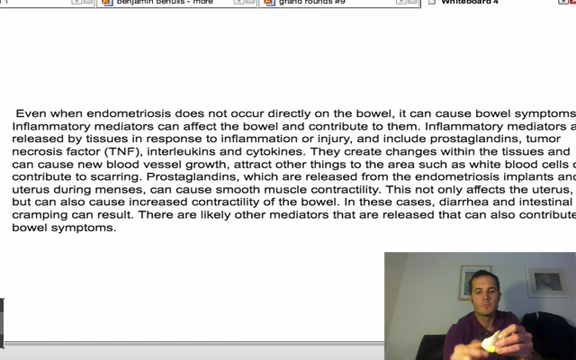 1
benjamin benulis - more
grand rounds #9
Whiteboard 4
Even when endometriosis does not occur directly on the bowel, it can cause bowel symptoms
Inflammatory mediators can affect the bowel and contribute to them. Inflammatory mediators a
released by tissues in response to inflammation or injury, and include prostaglandins, tumor
necrosis factor (TNF), interleukins and cytokines. They create changes within the tissues and
can cause new blood vessel growth, attract other things to the area such as white blood cells
contribute to scarring. Prostaglandins, which are released from the endometriosis implants and
uterus during menses, can cause smooth muscle contractility. This not only affects the uterus,
but can also cause increased contractility of the bowel. In these cases, diarrhea and intestinal
cramping can result. There are likely other mediators that are released that can also contribute
bowel symptoms.